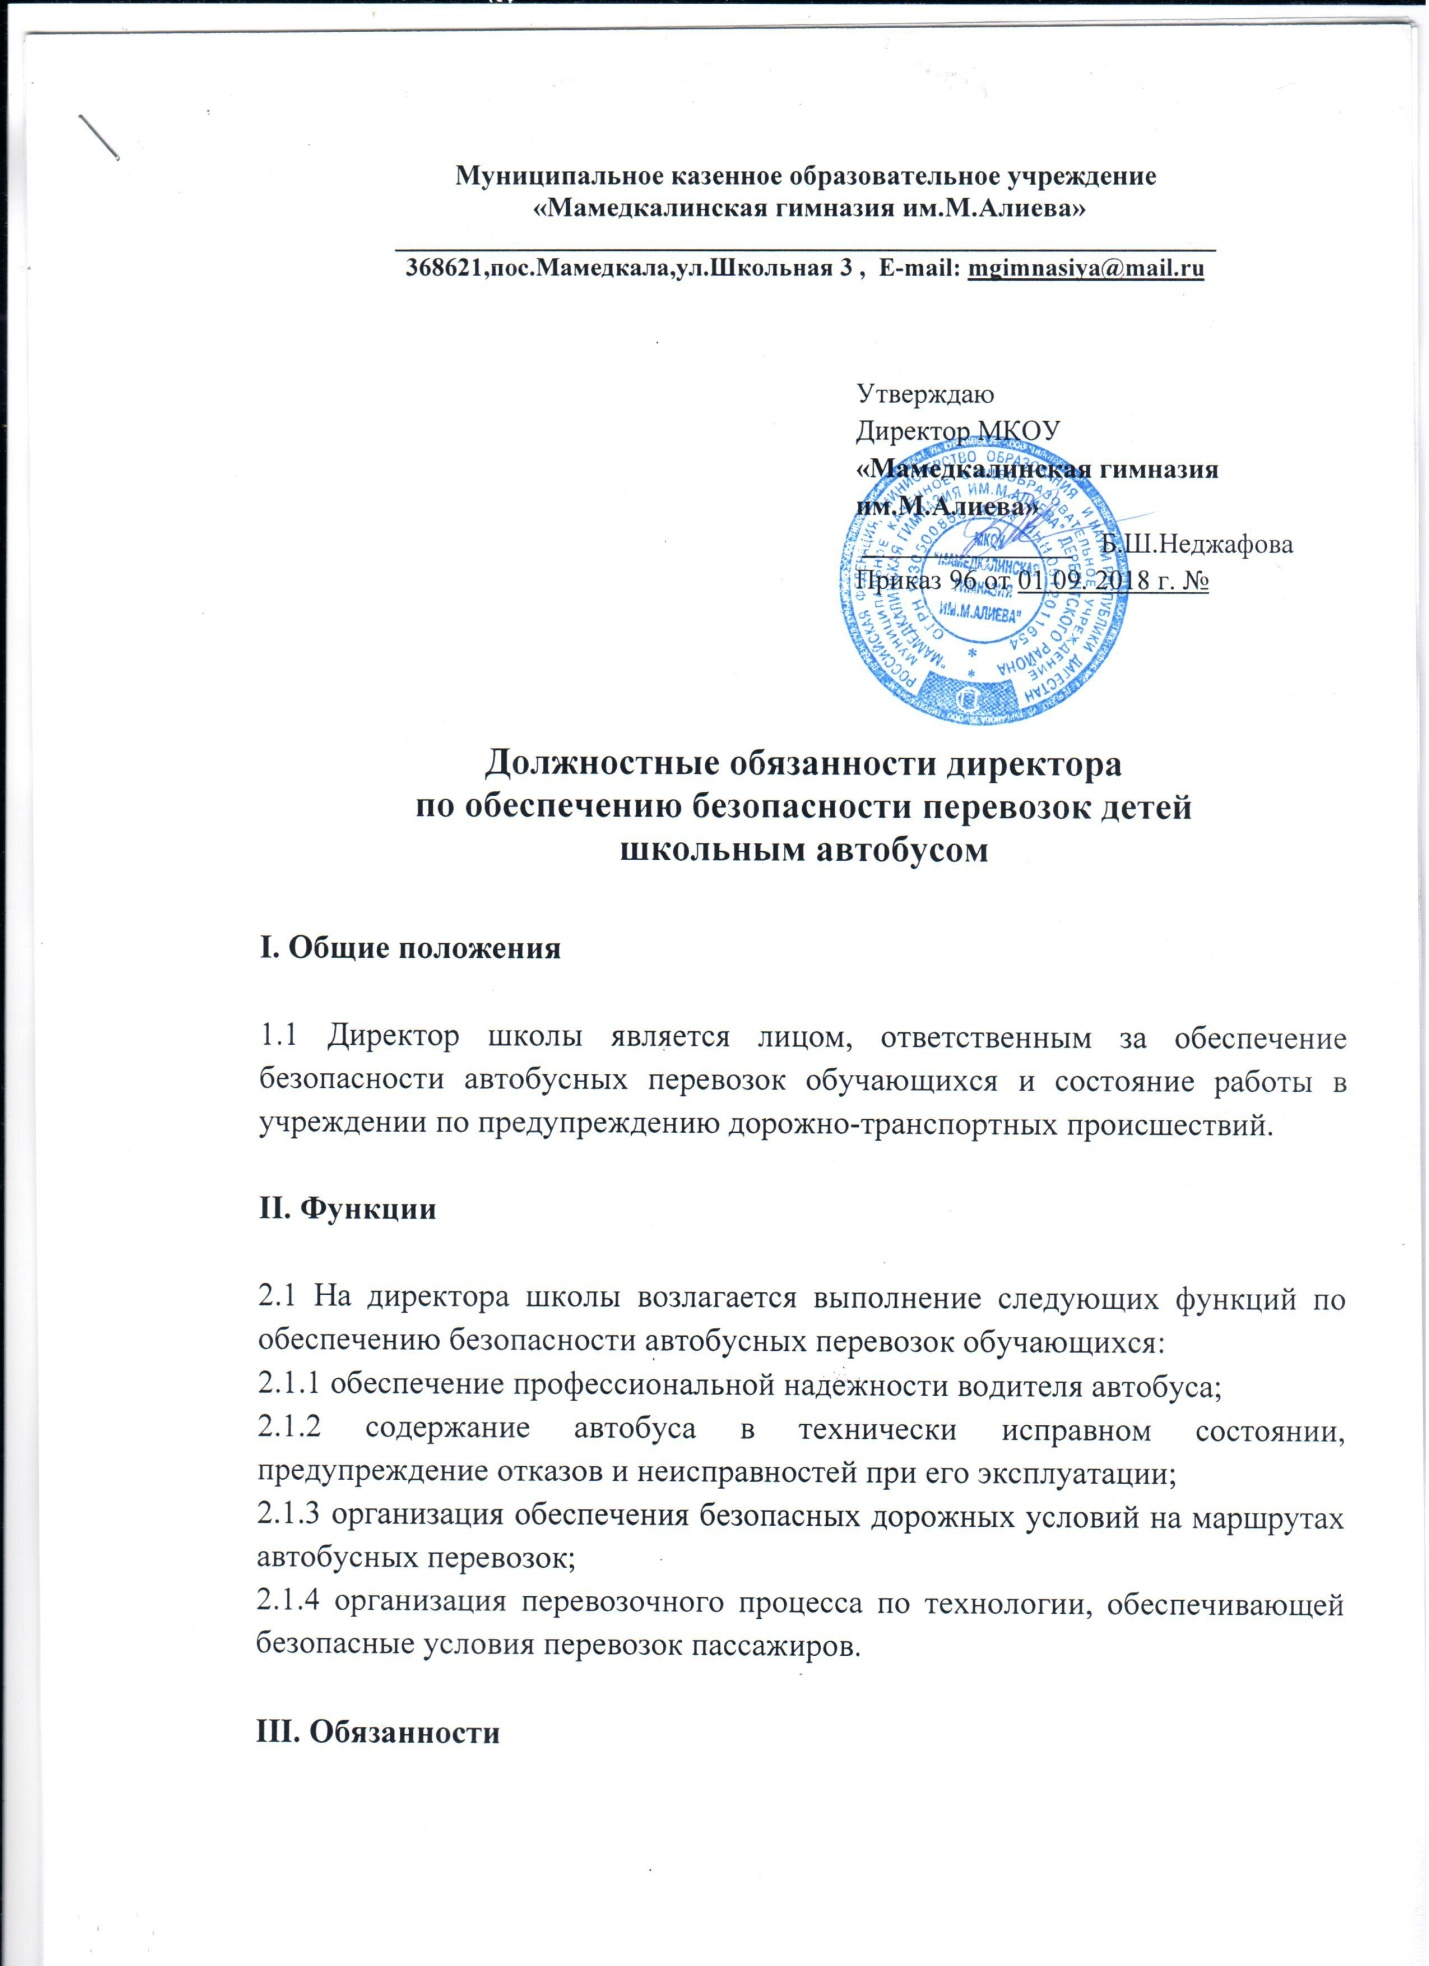 Муниципальное казенное образовательное учреждение
«Мамедкалинская гимназия им.М.Алиева»
368621,пос.Мамедкала,ул.Школьная 3 , E-mail: mgimnasiya@mail.ru
Утверждаю
Директор МКОУ
«Мамедкалинская гимназия
им.М.Алиева»
Б.Ш.Неджафова
Приказ 96 от 01 09. 2018 г. №
МКОУ
"МАМЕДКАЛИНСКАЯ
ГИМНАЗИЯ
ИМ.М.АЛИЕВА"
Должностные обязанности директора
по обеспечению безопасности перевозок детей
школьным автобусом
I. Общие положения
1.1 Директор школы является лицом, ответственным за обеспечение
безопасности автобусных перевозок обучающихся и состояние работы в
учреждении по предупреждению дорожно-транспортных происшествий.
II. Функции
2.1 На директора школы возлагается выполнение следующих функций по
обеспечению безопасности автобусных перевозок обучающихся:
2.1.1 обеспечение профессиональной надежности водителя автобуса;
2.1.2 содержание автобуса в технически исправном состоянии,
предупреждение отказов и неисправностей при его эксплуатации;
2.1.3 организация обеспечения безопасных дорожных условий на маршрутах
автобусных перевозок;
2.1.4 организация перевозочного процесса по технологии, обеспечивающей
безопасные условия перевозок пассажиров.
III. Обязанности